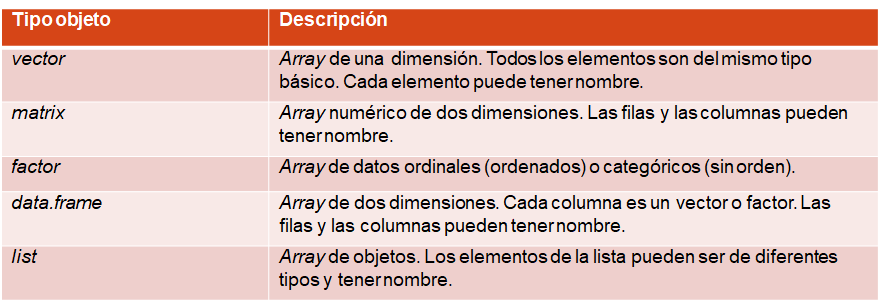 Tipo objeto Descripción
vector Array de una dimensión. Todos los elementos son del mismo tipo
básico. Cada elemento puede tener nombre.
matrix Array numérico de dos dimensiones. Las filas y las columnas pueden
tener nombre.
factor Array de datos ordinales (ordenados) o categóricos (sin orden).
data.frame Array de dos dimensiones. Cada columna es un vector o factor. Las
filas y las columnas pueden tener nombre.
list Array de objetos. Los elementos de la lista pueden ser de diferentes
tipos y tener nombre.